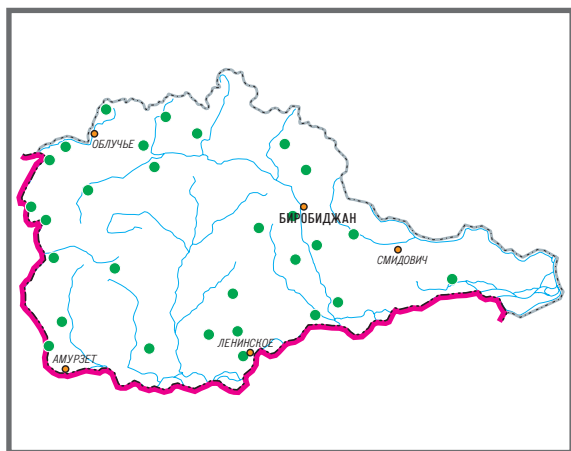 ОБЛУЧЬЕ
БИРОБИДЖАН
СМИДОВИЧ
ЛЕНИНСКОЕ
АМУРЗЕТ